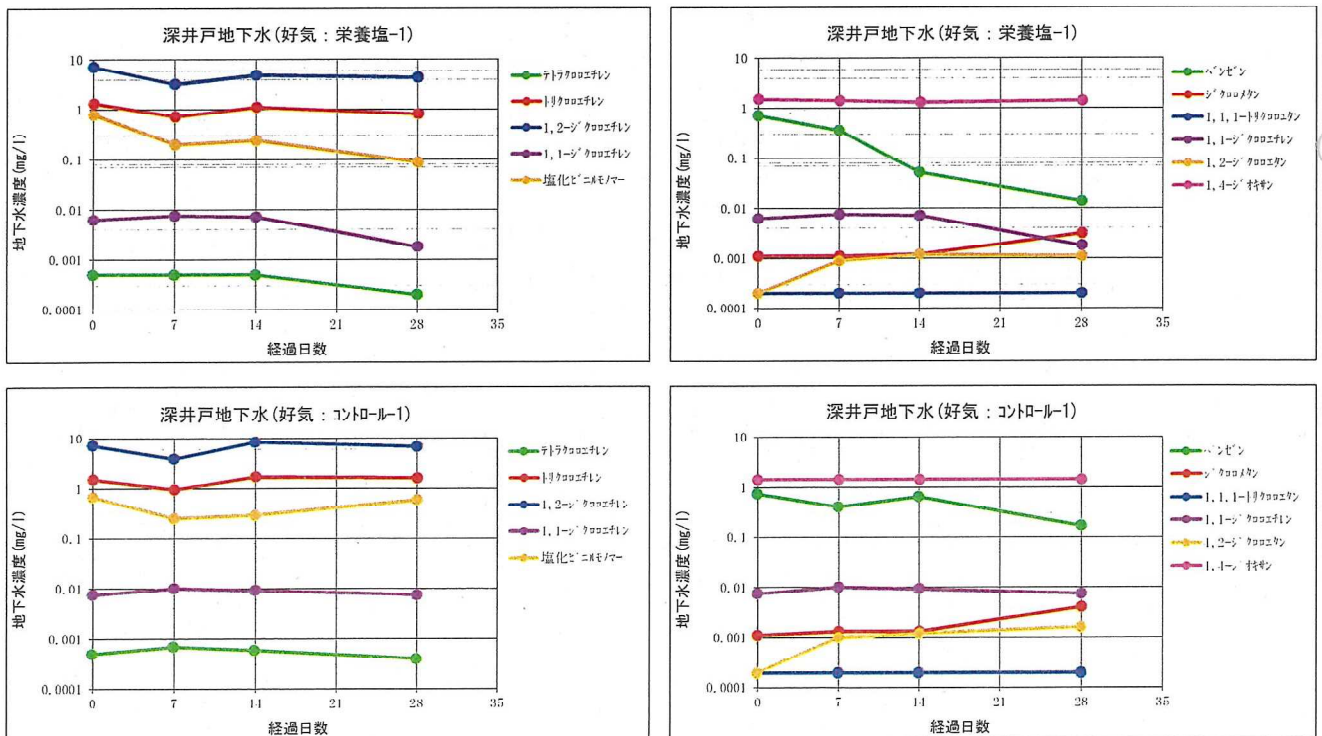 深井戸地下水(好気：栄養塩-1)
10
1
0.1
0.01
0.001
0.0001
0
7
14
21
28
35
地下水濃度(mg/l)
経過日数
テトラクロロエチレン
トリクロロエチレン
1,2-ジクロロエチレン
1,1-ジクロロエチレン
塩化ビニルモノマー
深井戸地下水(好気：栄養塩-1)
10
1
0.1
0.01
0.001
0.0001
0
7
14
21
28
35
地下水濃度(mg/l)
経過日数
ベンゼン
ジクロロメタン
1,1,1-トリクロロエタン
1,1-ジクロロエチレン
1,2-ジクロロエタン
1,4-ジオキサン
深井戸地下水(好気：コントロール-1)
10
1
0.1
0.01
0.001
0.0001
0
7
14
21
28
35
地下水濃度(mg/l)
経過日数
テトラクロロエチレン
トリクロロエチレン
1,2-ジクロロエチレン
1,1-ジクロロエチレン
塩化ビニルモノマー
深井戸地下水(好気：コントロール-1)
10
1
0.1
0.01
0.001
0.0001
0
7
14
21
28
35
地下水濃度(mg/l)
経過日数
ベンゼン
ジクロロメタン
1,1,1-トリクロロエタン
1,1-ジクロロエチレン
1,2-ジクロロエタン
1,4-ジオキサン